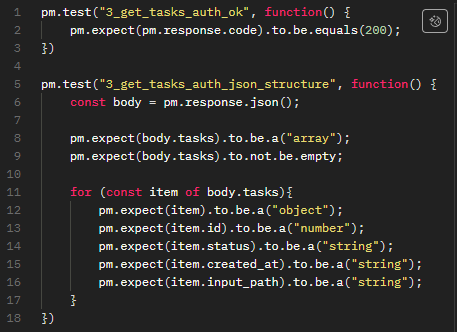 1 pm.test("3_get_tasks_auth_ok", function() {
2     pm.expect(pm.response.code).to.be.equals(200);
3 })
4
5 pm.test("3_get_tasks_auth_json_structure", function() {
6     const body = pm.response.json();
7
8     pm.expect(body.tasks).to.be.a("array");
9     pm.expect(body.tasks).to.not.be.empty;
10
11     for (const item of body.tasks){
12         pm.expect(item).to.be.a("object");
13         pm.expect(item.id).to.be.a("number");
14         pm.expect(item.status).to.be.a("string");
15         pm.expect(item.created_at).to.be.a("string");
16         pm.expect(item.input_path).to.be.a("string");
17     }
18 })